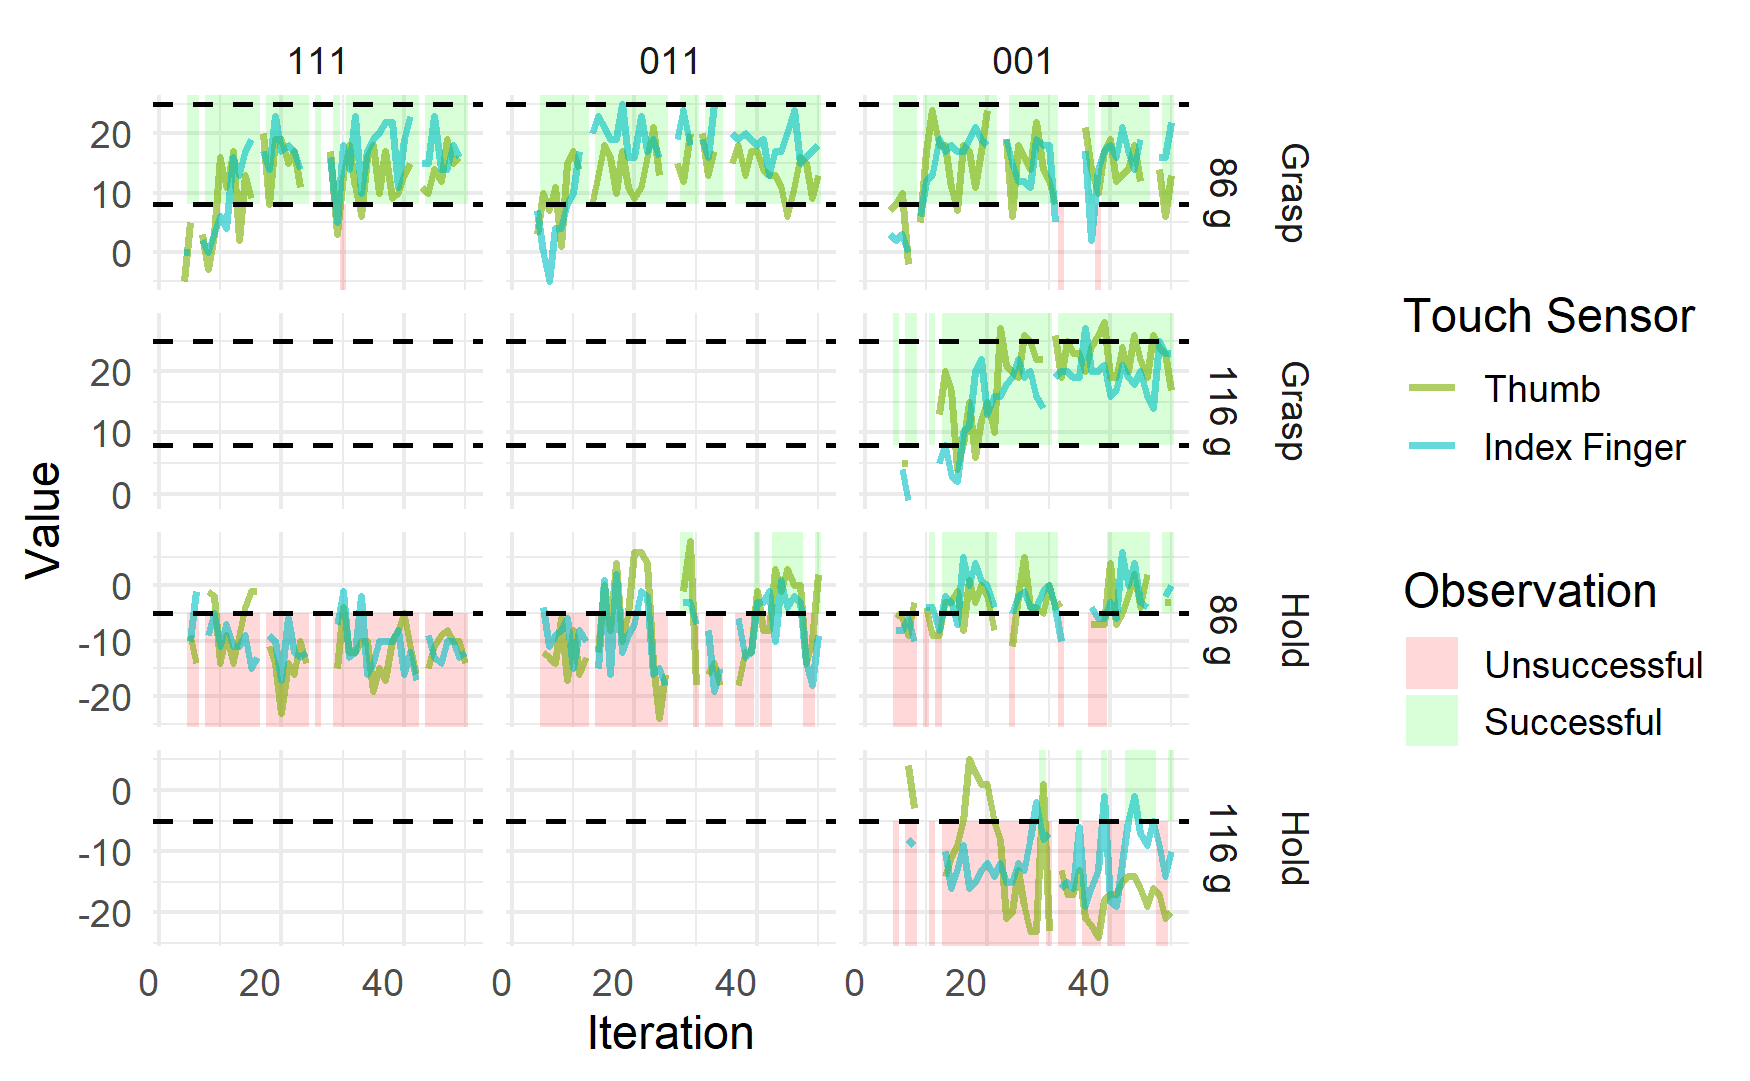 111 011 001
20
10
0
86 g
Grasp
20
10
0
116 g
Grasp
0
-10
-20
86 g
Hold
0
-10
-20
116 g
Hold
0 20 40 0 20 40 0 20 40
Iteration
Value
Touch Sensor
Thumb
Index Finger
Observation
Unsuccessful
Successful